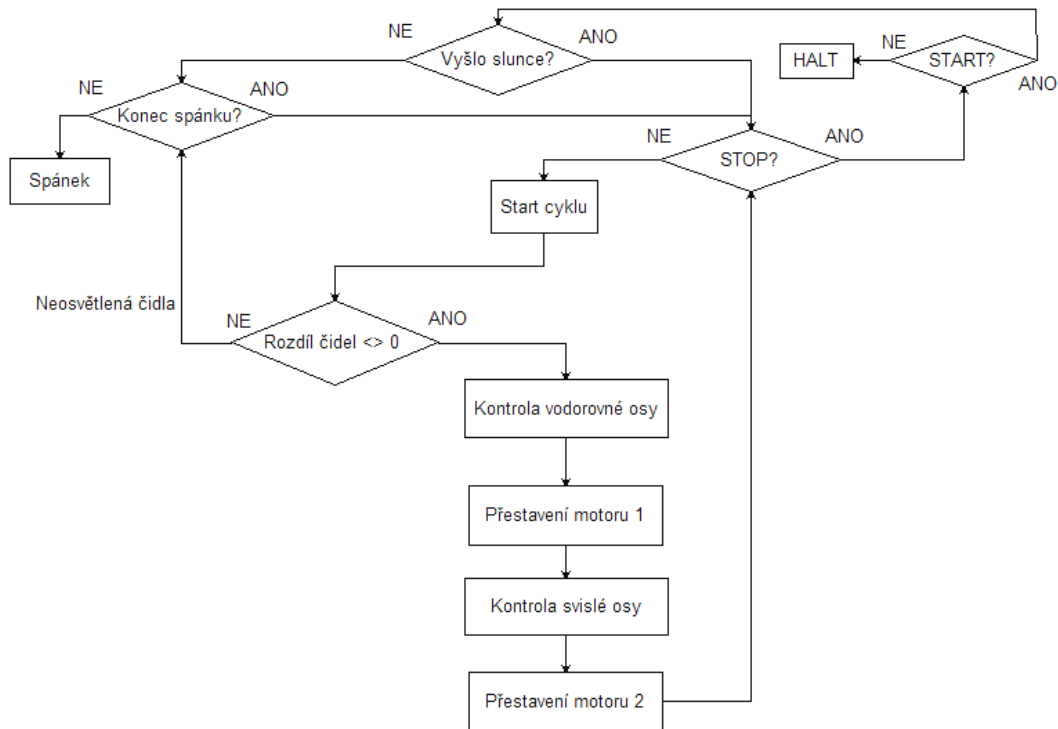 NE
ANO
Vyšlo slunce?
HALT
NE
START?
ANO
NE
ANO
Konec spánku?
NE
ANO
STOP?
Spánek
Start cyklu
Neosvětlená čidla
NE
ANO
Rozdíl čidel <> 0
Kontrola vodorovné osy
Přestavení motoru 1
Kontrola svislé osy
Přestavení motoru 2